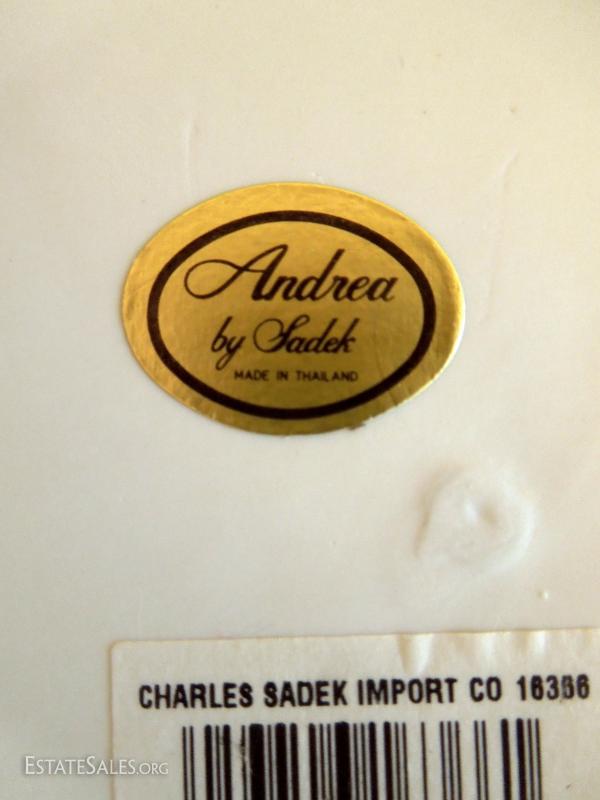 Andrea
by Sadek
MADE IN THAILAND
CHARLES SADEK IMPORT CO 16366
ESTATESALES.ORG